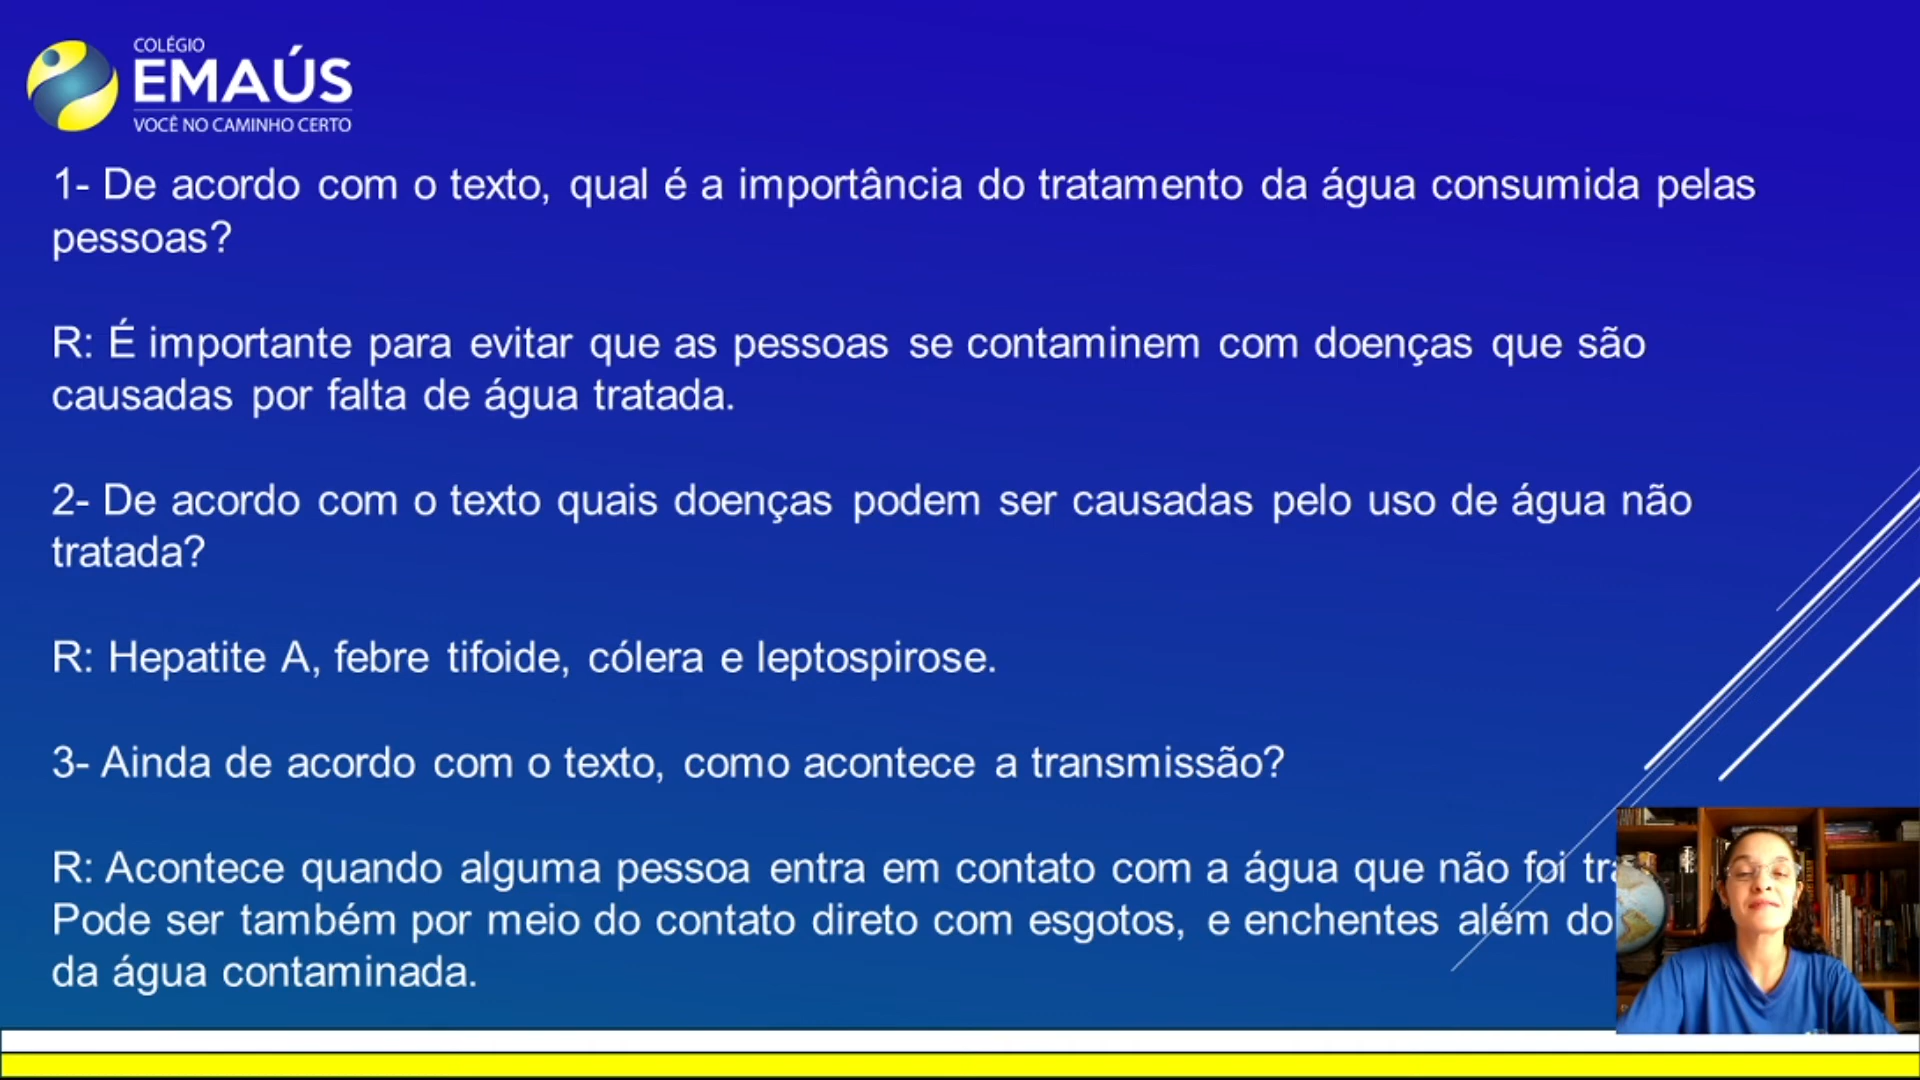 COLÉGIO
EMAÚS
VOCÊ NO CAMINHO CERTO
1- De acordo com o texto, qual é a importância do tratamento da água consumida pelas
pessoas?
R: É importante para evitar que as pessoas se contaminem com doenças que são
causadas por falta de água tratada.
2- De acordo com o texto quais doenças podem ser causadas pelo uso de água não
tratada?
R: Hepatite A, febre tifoide, cólera e leptospirose.
3- Ainda de acordo com o texto, como acontece a transmissão?
R: Acontece quando alguma pessoa entra em contato com a água que não foi
Pode ser também por meio do contato direto com esgotos, e enchentes além do
da água contaminada.